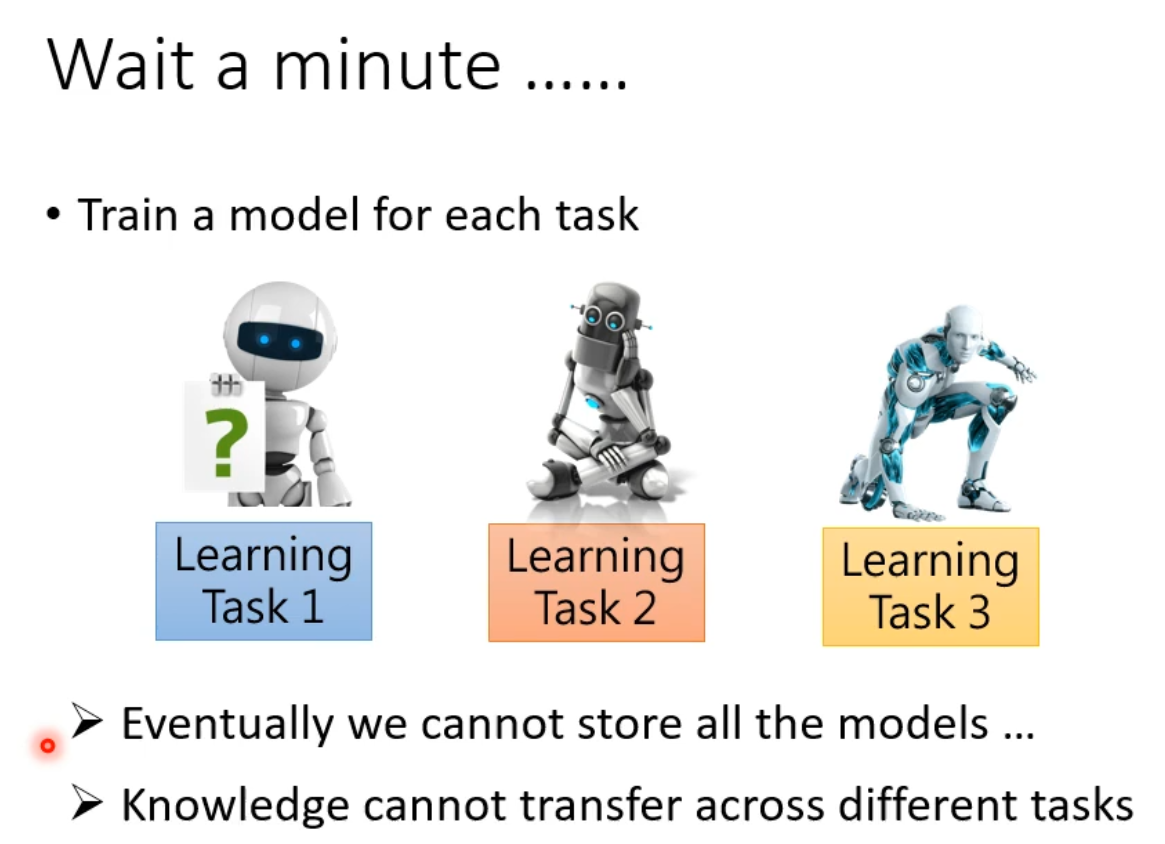 Wait a minute ……
• Train a model for each task
?
Learning
Task 1
Learning
Task 2
Learning
Task 3
➢ Eventually we cannot store all the models …
➢ Knowledge cannot transfer across different tasks